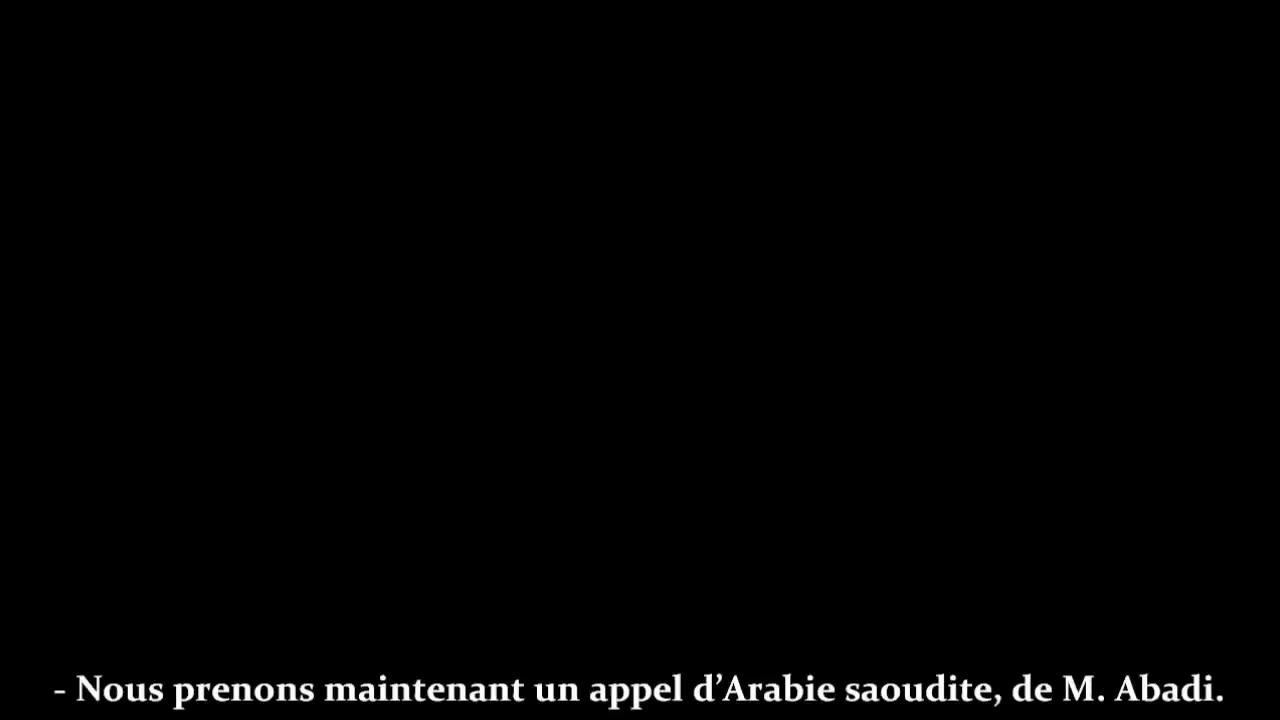 - Nous prenons maintenant un appel d’Arabie saoudite, de M. Abadi.